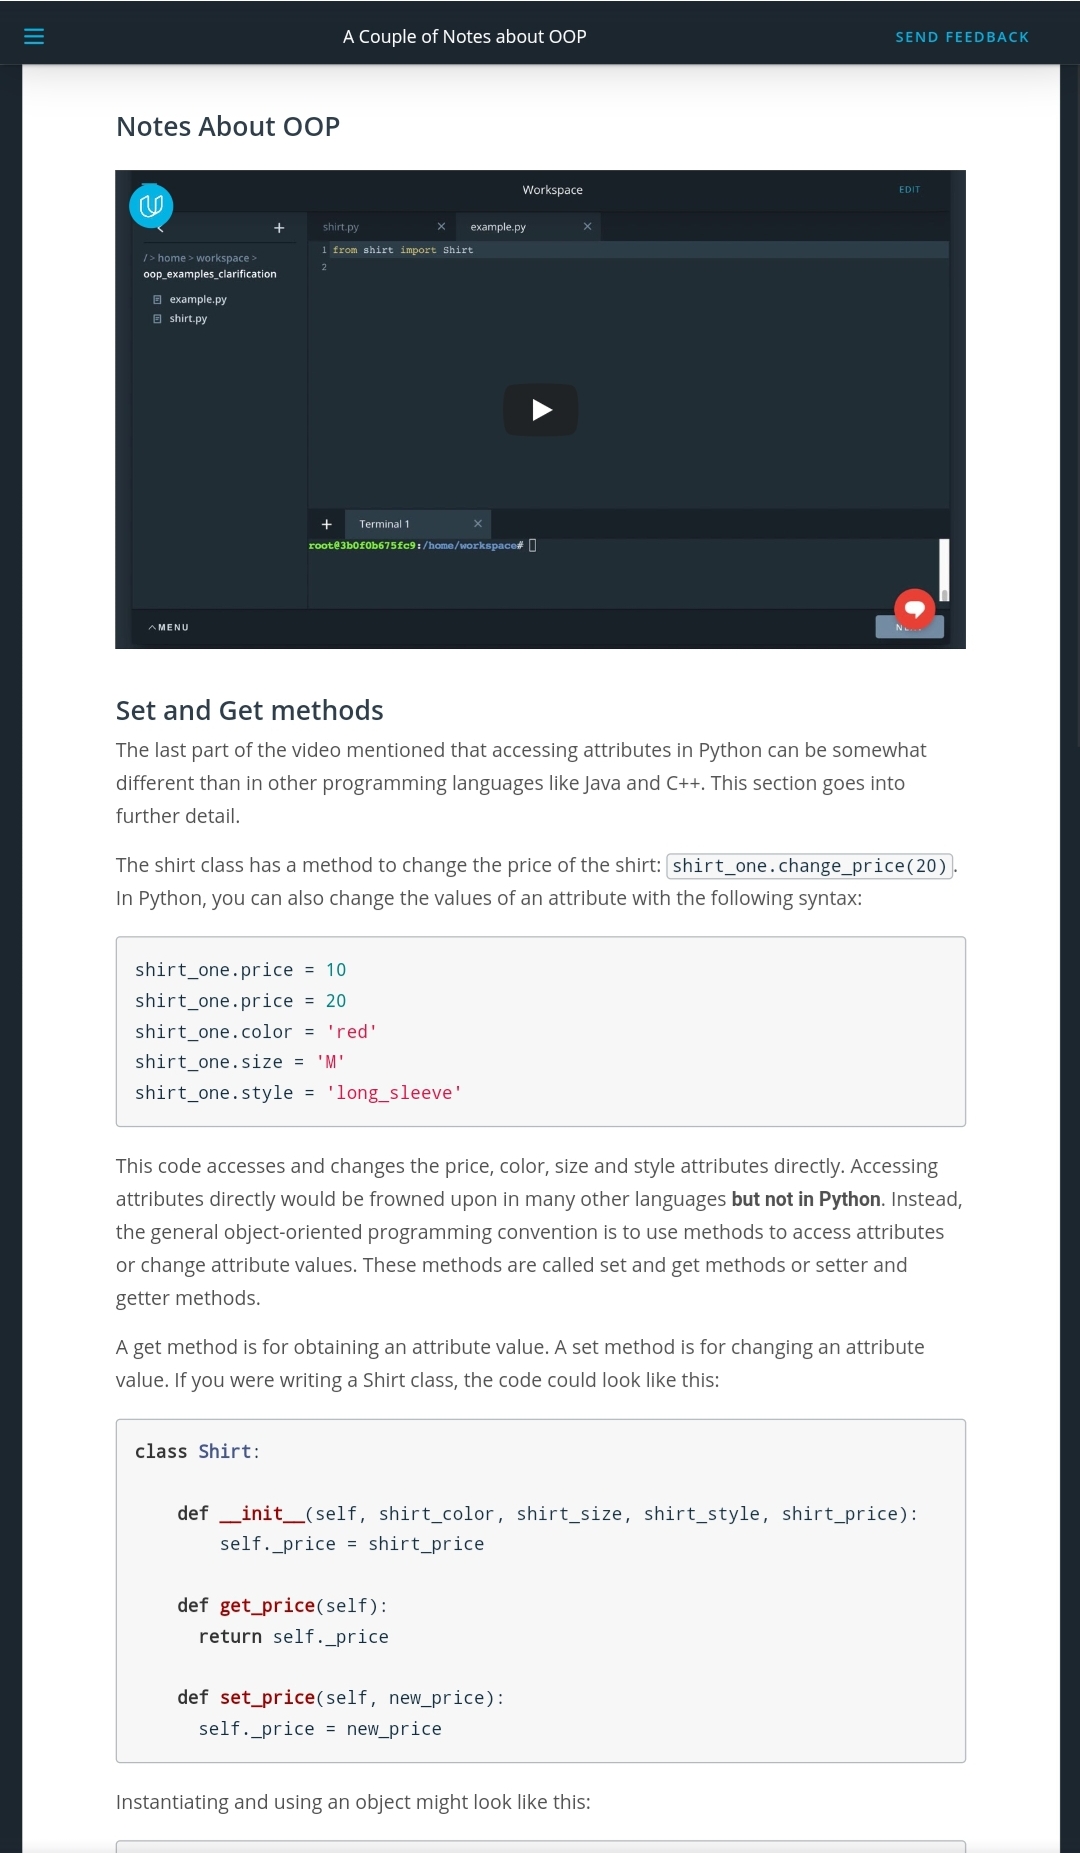 A Couple of Notes about OOP
SEND FEEDBACK
Notes About OOP
Workspace
EDIT
shirt.py
example.py
/ > home > workspace >
oop_examples_clarification
example.py
shirt.py
1 from shirt import Shirt
2
Terminal 1
root@3b0f0b675fc9:/home/workspace#
MENU
Set and Get methods
The last part of the video mentioned that accessing attributes in Python can be somewhat
different than in other programming languages like Java and C++. This section goes into
further detail.
The shirt class has a method to change the price of the shirt: shirt_one.change_price(20).
In Python, you can also change the values of an attribute with the following syntax:
shirt_one.price = 10
shirt_one.price = 20
shirt_one.color = 'red'
shirt_one.size = 'M'
shirt_one.style = 'long_sleeve'
This code accesses and changes the price, color, size and style attributes directly. Accessing
attributes directly would be frowned upon in many other languages but not in Python. Instead,
the general object-oriented programming convention is to use methods to access attributes
or change attribute values. These methods are called set and get methods or setter and
getter methods.
A get method is for obtaining an attribute value. A set method is for changing an attribute
value. If you were writing a Shirt class, the code could look like this:
class Shirt:
def __init__(self, shirt_color, shirt_size, shirt_style, shirt_price):
self._price = shirt_price
def get_price(self):
return self._price
def set_price(self, new_price):
self._price = new_price
Instantiating and using an object might look like this: